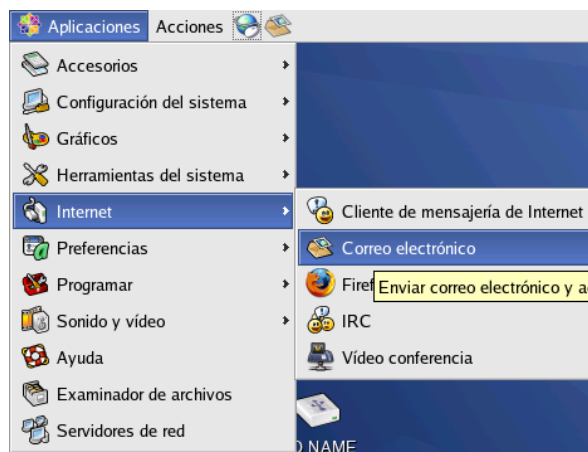 Aplicaciones Acciones
Accesorios
Configuración del sistema
Gráficos
Herramientas del sistema
Internet
Preferencias
Programar
Sonido y vídeo
Ayuda
Examinador de archivos
Servidores de red
Cliente de mensajería de Internet
Correo electrónico
Enviar correo electrónico y
IRC
Vídeo conferencia
NAME